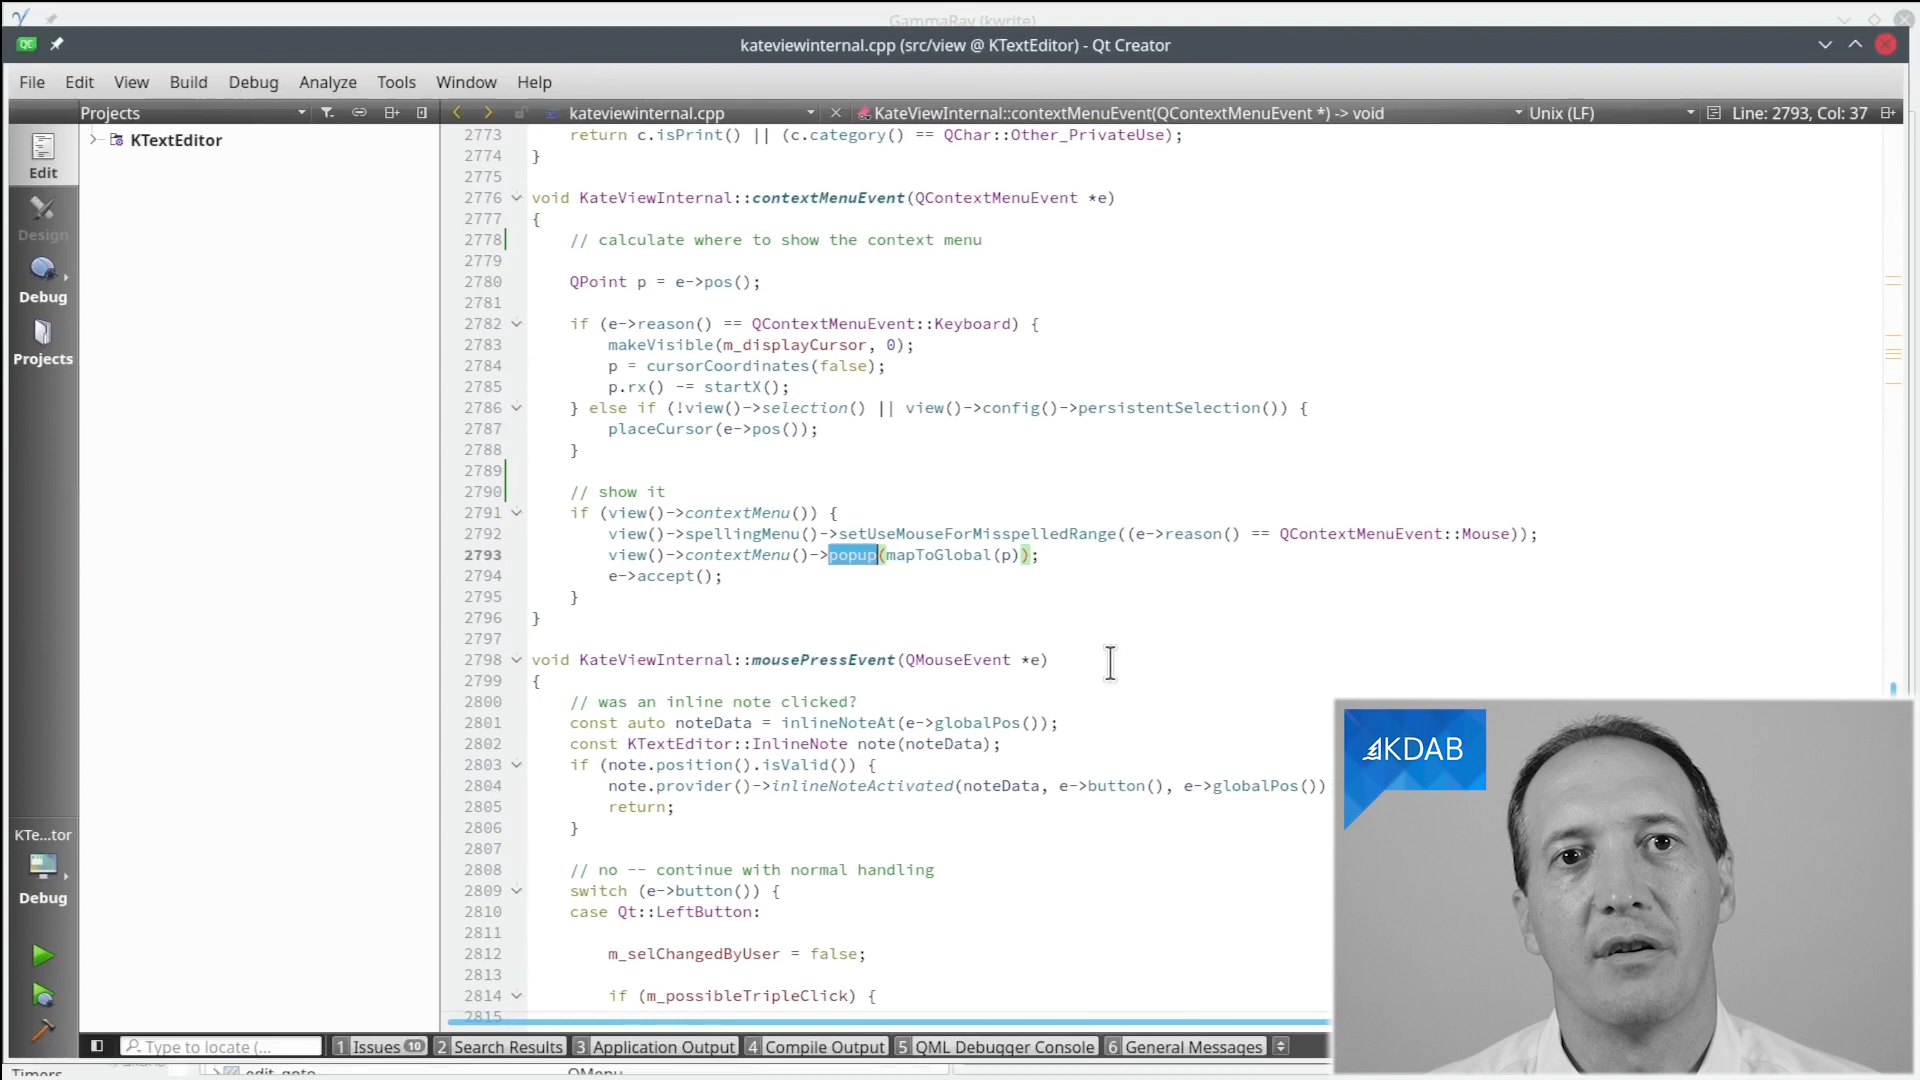 GammaRay (kwrite)
kateviewinternal.cpp (src/view @ KTextEditor) - Qt Creator
File Edit View Build Debug Analyze Tools Window Help
Projects
kateviewinternal.cpp
KateViewInternal::contextMenuEvent(QContextMenuEvent *) -> void
Unix (LF)
Line: 2793, Col: 37
KTextEditor
Edit
Design
Debug
Projects
KTe...tor
Debug
2773 return c.isPrint() || (c.category() == QChar::Other_PrivateUse);
2774 }
2775
2776 void KateViewInternal::contextMenuEvent(QContextMenuEvent *e)
2777 {
2778 // calculate where to show the context menu
2779
2780 QPoint p = e->pos();
2781
2782 if (e->reason() == QContextMenuEvent::Keyboard) {
2783 makeVisible(m_displayCursor, 0);
2784 p = cursorCoordinates(false);
2785 p.rx() -= startX();
2786 } else if (!view()->selection() || view()->config()->persistentSelection()) {
2787 placeCursor(e->pos());
2788 }
2789
2790 // show it
2791 if (view()->contextMenu()) {
2792 view()->spellingMenu()->setUseMouseForMisspelledRange((e->reason() == QContextMenuEvent::Mouse));
2793 view()->contextMenu()->popup(mapToGlobal(p));
2794 e->accept();
2795 }
2796 }
2797
2798 void KateViewInternal::mousePressEvent(QMouseEvent *e)
2799 {
2800 // was an inline note clicked?
2801 const auto noteData = inlineNoteAt(e->globalPos());
2802 const KTextEditor::InlineNote note(noteData);
2803 if (note.position().isValid()) {
2804 note.provider()->inlineNoteActivated(noteData, e->button(), e->globalPos())
2805 return;
2806 }
2807
2808 // no -- continue with normal handling
2809 switch (e->button()) {
2810 case Qt::LeftButton:
2811
2812 m_selChangedByUser = false;
2813
2814 if (m_possibleTripleClick) {
2815
KDAB
Type to locate (...
1 Issues 10 2 Search Results 3 Application Output 4 Compile Output 5 QML Debugger Console 6 General Messages
Timers
edit_goto
QMenu